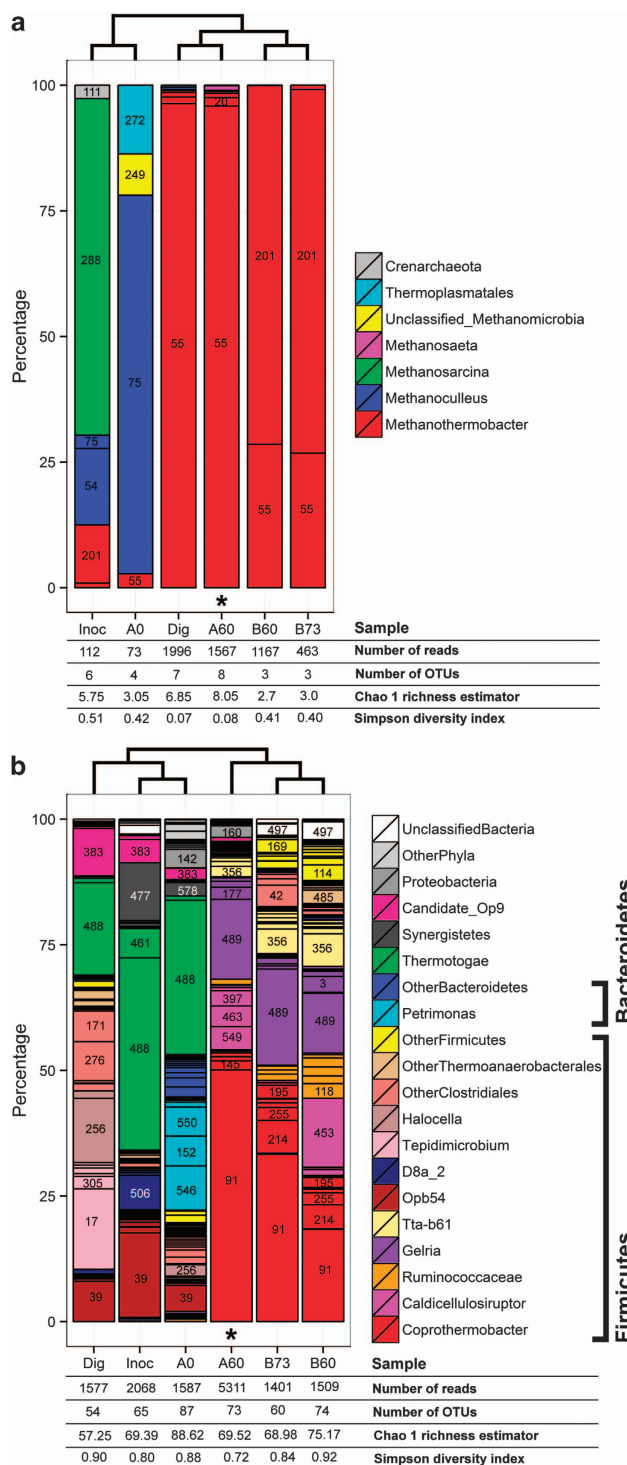 a
100
75
50
25
0
Percentage
111
288
75
54
201
272
249
75
55
55
20
55
201
55
201
55
*
Crenarchaeota
Thermoplasmatales
Unclassified_Methanomicrobia
Methanosaeta
Methanosarcina
Methanoculleus
Methanothermobacter
Inoc A0 Dig A60 B60 B73 Sample
112 73 1996 1567 1167 463 Number of reads
6 4 7 8 3 3 Number of OTUs
5.75 3.05 6.85 8.05 2.7 3.0 Chao 1 richness estimator
0.51 0.42 0.07 0.08 0.41 0.40 Simpson diversity index
b
100
75
50
25
0
Percentage
383
488
171
276
256
305
17
39
383
477
461
488
506
39
142
383
578
488
550
152
546
256
39
160
356
177
489
397
463
549
145
91
497
169
42
356
489
195
255
214
91
497
114
485
356
3
489
118
453
195
255
214
91
*
UnclassifiedBacteria
OtherPhyla
Proteobacteria
Candidate_Op9
Synergistetes
Thermotogae
OtherBacteroidetes
Petrimonas
OtherFirmicutes
OtherThermoanaerobacterales
OtherClostridiales
Halocella
Tepidimicrobium
D8a_2
Opb54
Tta-b61
Gelria
Ruminococcaceae
Caldicellulosiruptor
Coprothermobacter
Bacteroidetes
Firmicutes
Dig Inoc A0 A60 B73 B60 Sample
1577 2068 1587 5311 1401 1509 Number of reads
54 65 87 73 60 74 Number of OTUs
57.25 69.39 88.62 69.52 68.98 75.17 Chao 1 richness estimator
0.90 0.80 0.88 0.72 0.84 0.92 Simpson diversity index